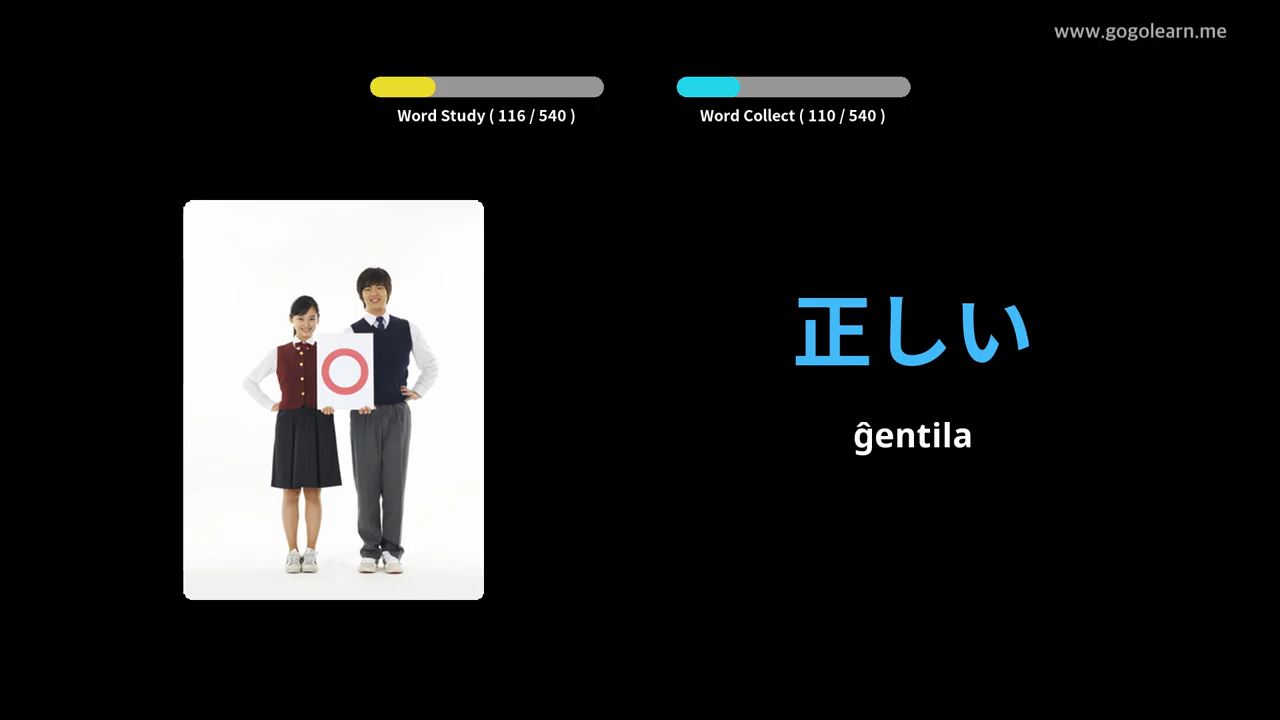 www.gogolearn.me
Word Study ( 116 / 540 )
Word Collect ( 110 / 540 )
正しい
ĝentila